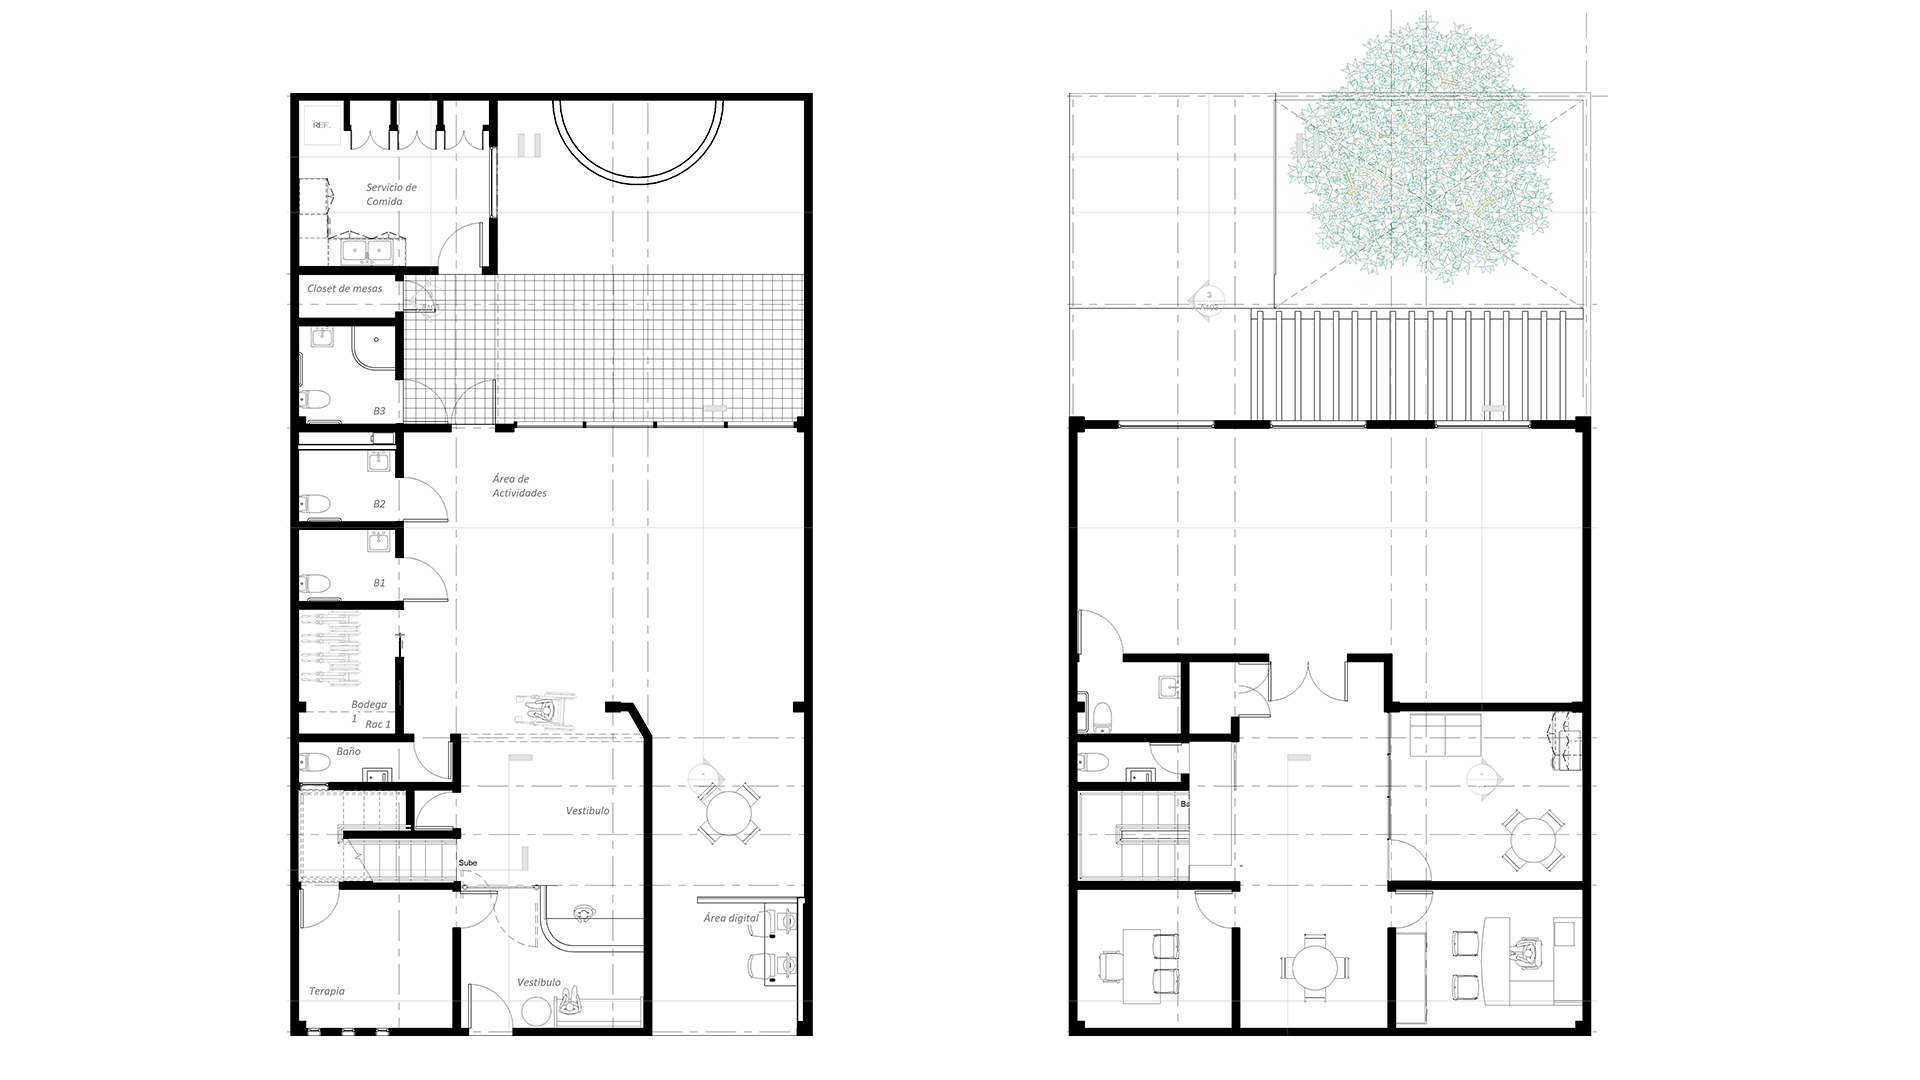 REF.
Servicio de
Comida
Closet de mesas
B3
Área de
Actividades
B2
B1
Bodega
1 Rac 1
Baño
Vestibulo
Sube
Área digital
Vestibulo
Terapia
3
A103
Ba